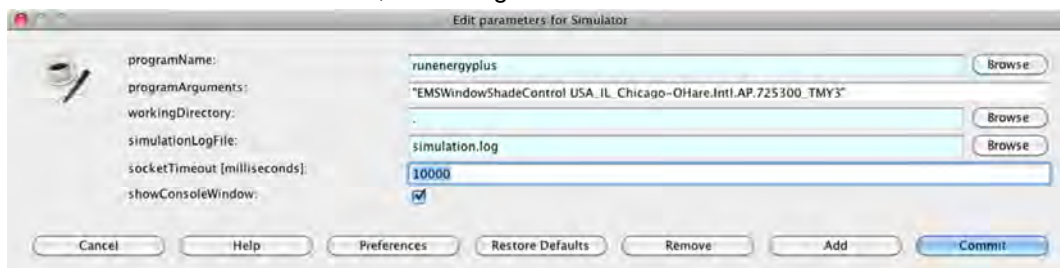 Edit parameters for Simulator
programName: runenergyplus Browse
programArguments: "EMSWindowShadeControl USA_IL_Chicago-OHare.Intl.AP.725300_TMY3"
workingDirectory: . Browse
simulationLogFile: simulation.log Browse
socketTimeout [milliseconds]: 10000
showConsoleWindow:
Cancel Help Preferences Restore Defaults Remove Add Commit